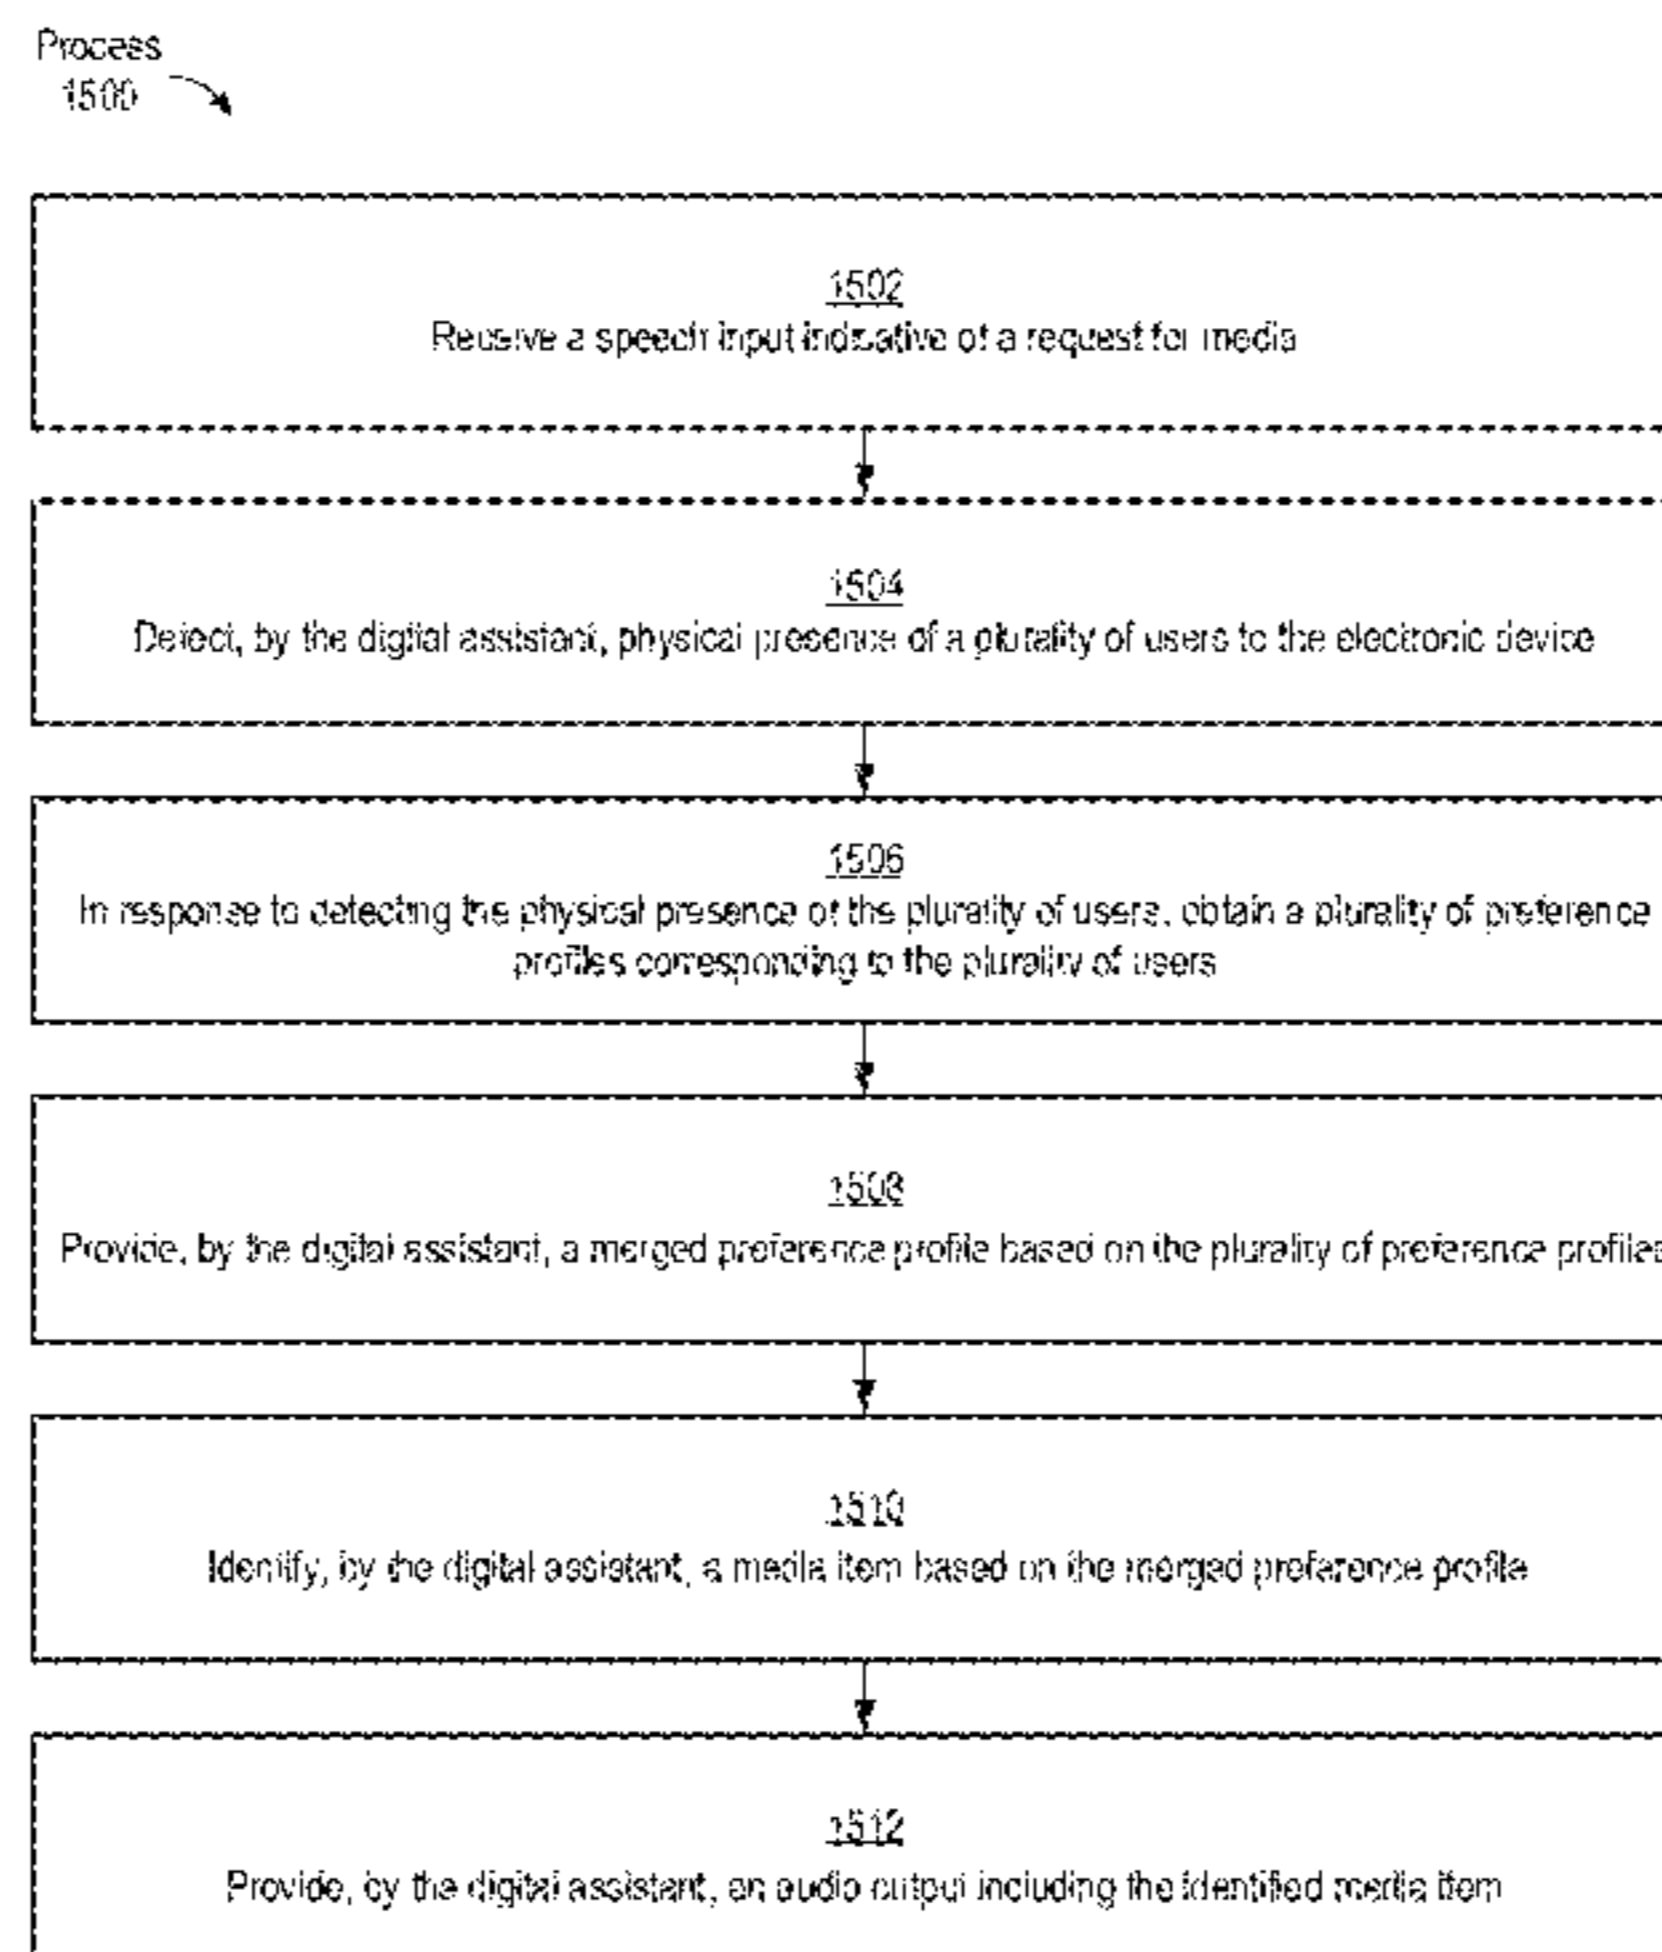 Process
1500
1502
Receive a speech input indicative of a request for media
1504
Detect, by the digital assistant, physical presence of a plurality of users to the electronic device
1506
In response to detecting the physical presence of the plurality of users, obtain a plurality of preference
profiles corresponding to the plurality of users
1508
Provide, by the digital assistant, a merged preference profile based on the plurality of preference profiles
1510
Identify, by the digital assistant, a media item based on the merged preference profile
1512
Provide, by the digital assistant, an audio output including the identified media item